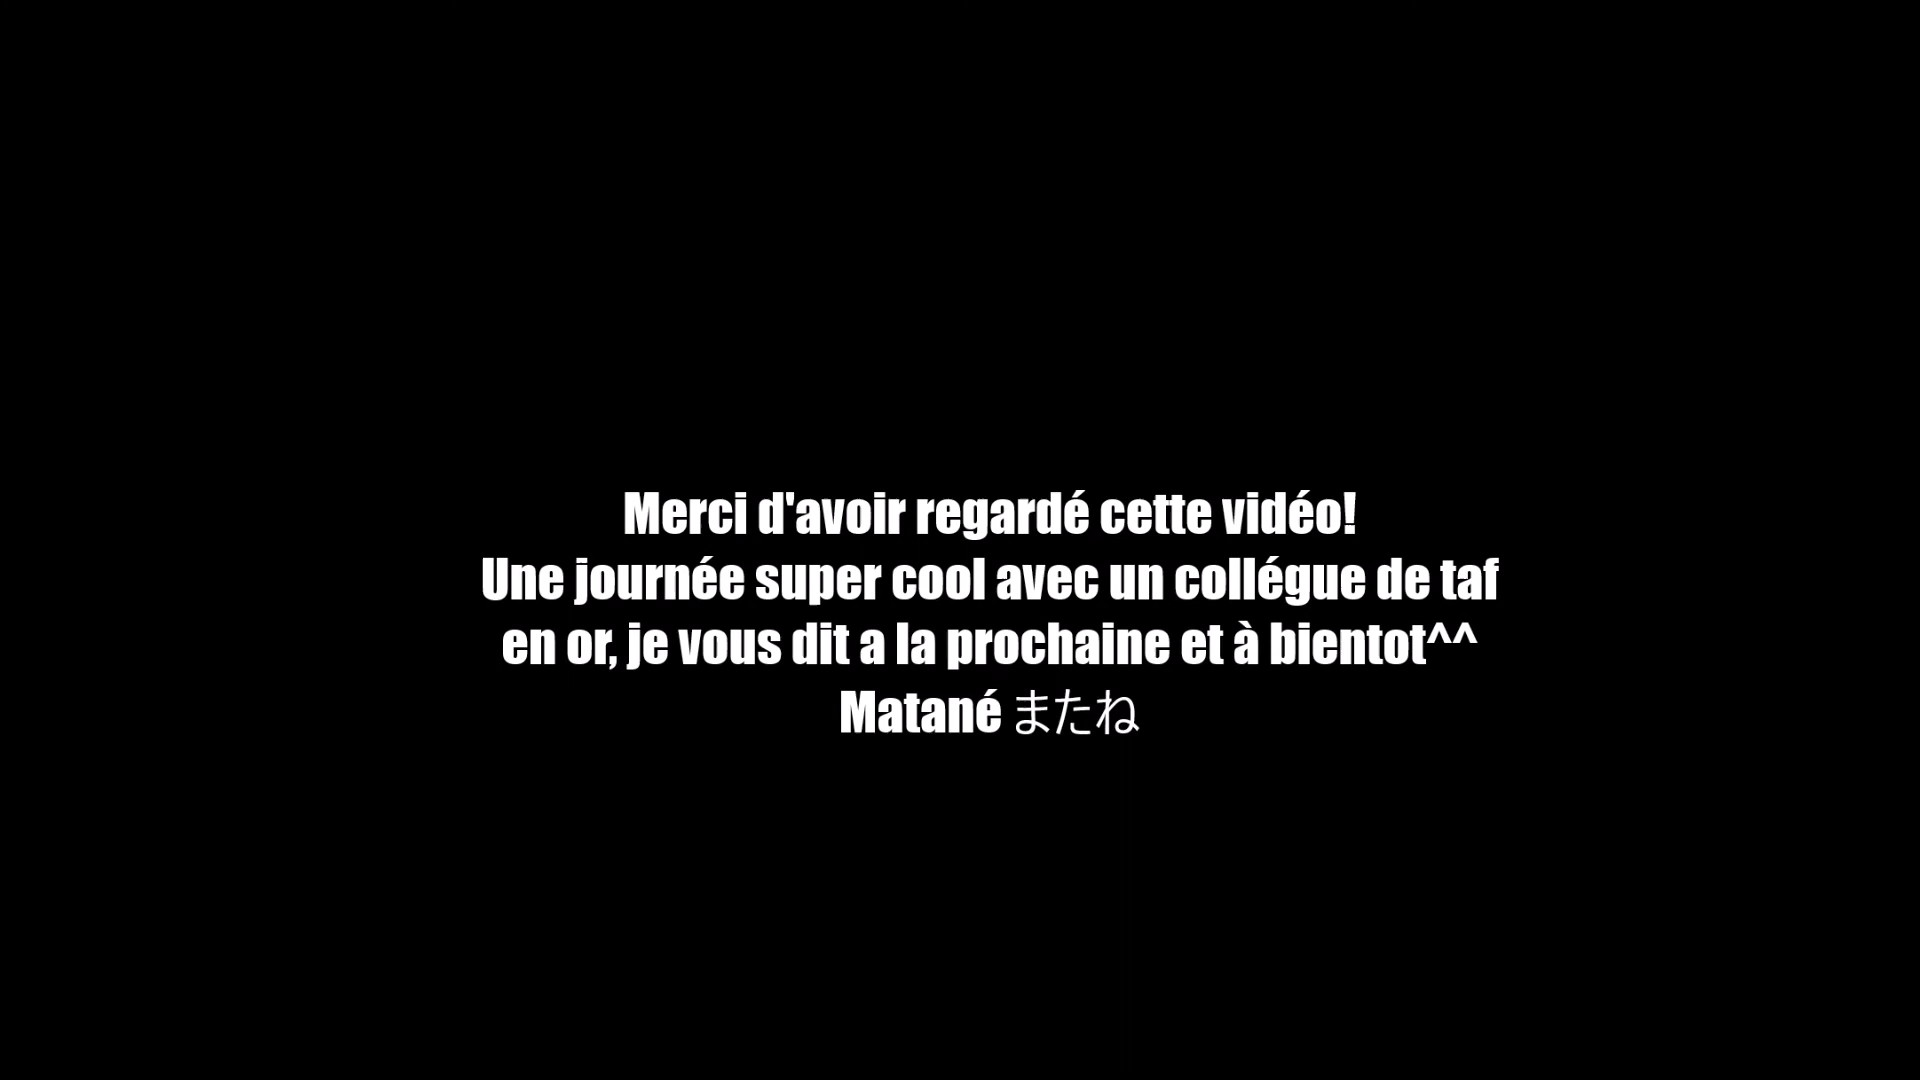 Merci d'avoir regardé cette vidéo!
Une journée super cool avec un collégue de taf
en or, je vous dit a la prochaine et à bientot^^
Matané またね